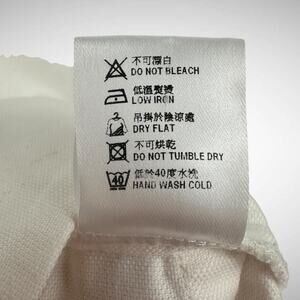 不可漂白
DO NOT BLEACH
低溫熨燙
LOW IRON
吊掛於陰涼處
DRY FLAT
不可烘乾
DO NOT TUMBLE DRY
40
低於40度水洗
HAND WASH COLD